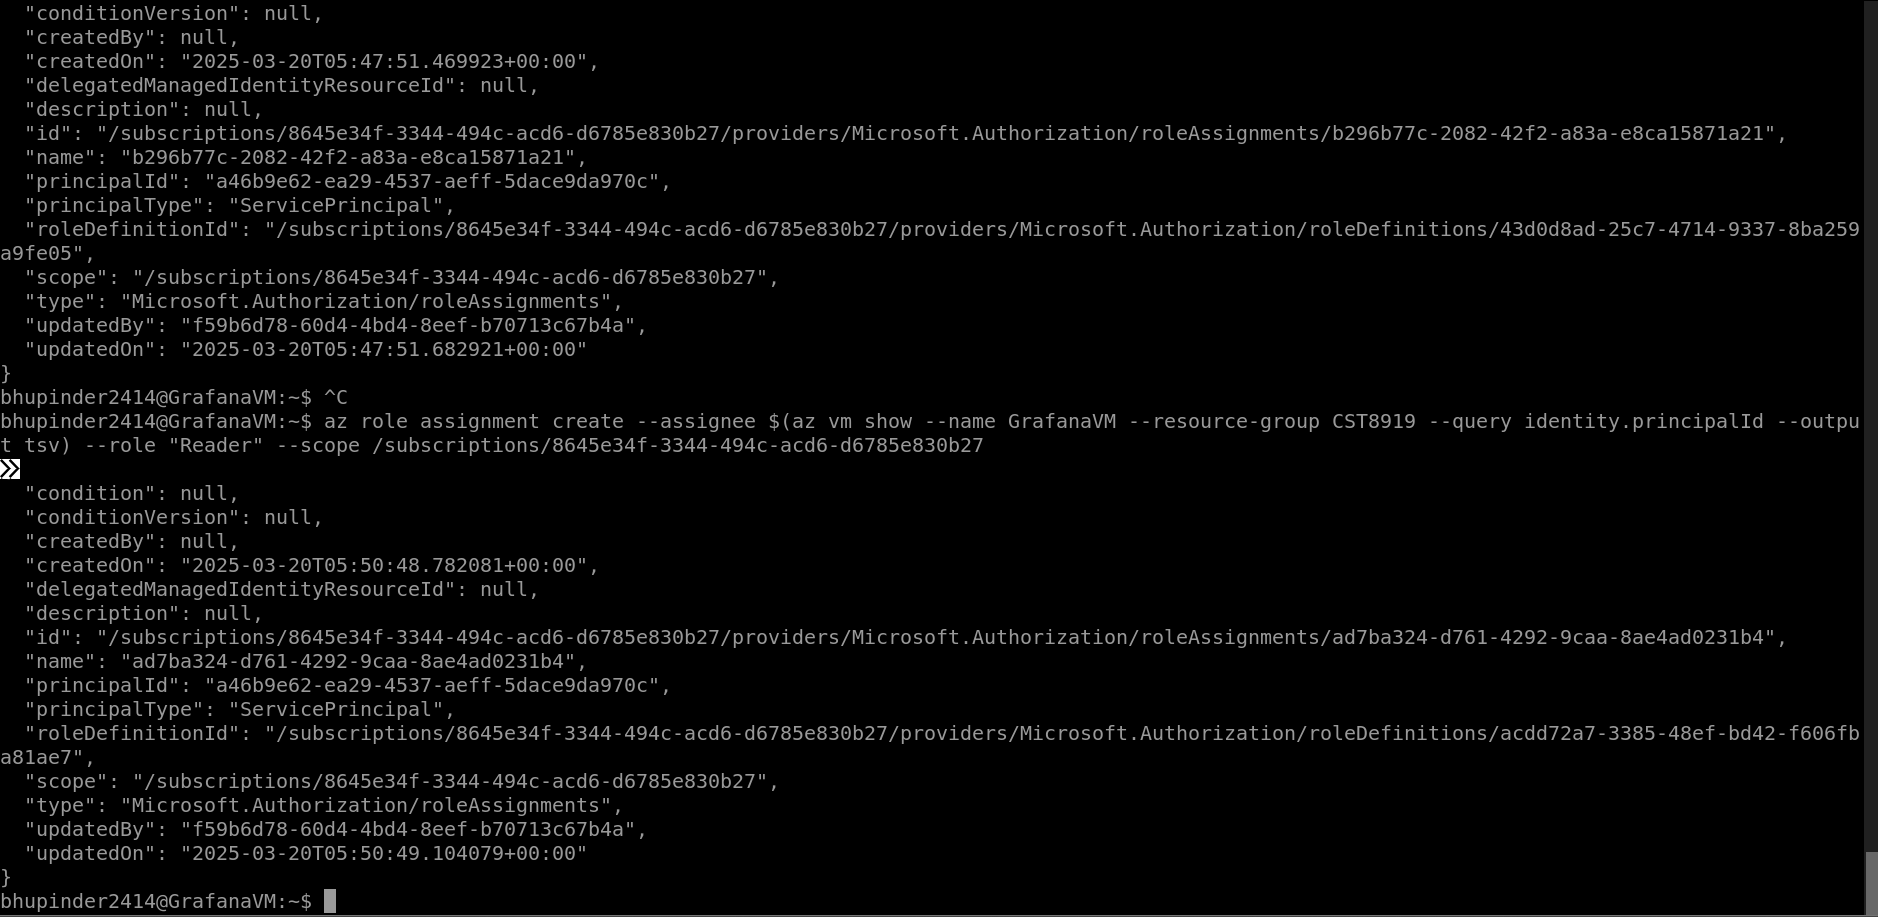 "conditionVersion": null,
  "createdBy": null,
  "createdOn": "2025-03-20T05:47:51.469923+00:00",
  "delegatedManagedIdentityResourceId": null,
  "description": null,
  "id": "/subscriptions/8645e34f-3344-494c-acd6-d6785e830b27/providers/Microsoft.Authorization/roleAssignments/b296b77c-2082-42f2-a83a-e8ca15871a21",
  "name": "b296b77c-2082-42f2-a83a-e8ca15871a21",
  "principalId": "a46b9e62-ea29-4537-aeff-5dace9da970c",
  "principalType": "ServicePrincipal",
  "roleDefinitionId": "/subscriptions/8645e34f-3344-494c-acd6-d6785e830b27/providers/Microsoft.Authorization/roleDefinitions/43d0d8ad-25c7-4714-9337-8ba259
a9fe05",
  "scope": "/subscriptions/8645e34f-3344-494c-acd6-d6785e830b27",
  "type": "Microsoft.Authorization/roleAssignments",
  "updatedBy": "f59b6d78-60d4-4bd4-8eef-b70713c67b4a",
  "updatedOn": "2025-03-20T05:47:51.682921+00:00"
}
bhupinder2414@GrafanaVM:~$ ^C
bhupinder2414@GrafanaVM:~$ az role assignment create --assignee $(az vm show --name GrafanaVM --resource-group CST8919 --query identity.principalId --outpu
t tsv) --role "Reader" --scope /subscriptions/8645e34f-3344-494c-acd6-d6785e830b27
>>
  "condition": null,
  "conditionVersion": null,
  "createdBy": null,
  "createdOn": "2025-03-20T05:50:48.782081+00:00",
  "delegatedManagedIdentityResourceId": null,
  "description": null,
  "id": "/subscriptions/8645e34f-3344-494c-acd6-d6785e830b27/providers/Microsoft.Authorization/roleAssignments/ad7ba324-d761-4292-9caa-8ae4ad0231b4",
  "name": "ad7ba324-d761-4292-9caa-8ae4ad0231b4",
  "principalId": "a46b9e62-ea29-4537-aeff-5dace9da970c",
  "principalType": "ServicePrincipal",
  "roleDefinitionId": "/subscriptions/8645e34f-3344-494c-acd6-d6785e830b27/providers/Microsoft.Authorization/roleDefinitions/acdd72a7-3385-48ef-bd42-f606fb
a81ae7",
  "scope": "/subscriptions/8645e34f-3344-494c-acd6-d6785e830b27",
  "type": "Microsoft.Authorization/roleAssignments",
  "updatedBy": "f59b6d78-60d4-4bd4-8eef-b70713c67b4a",
  "updatedOn": "2025-03-20T05:50:49.104079+00:00"
}
bhupinder2414@GrafanaVM:~$